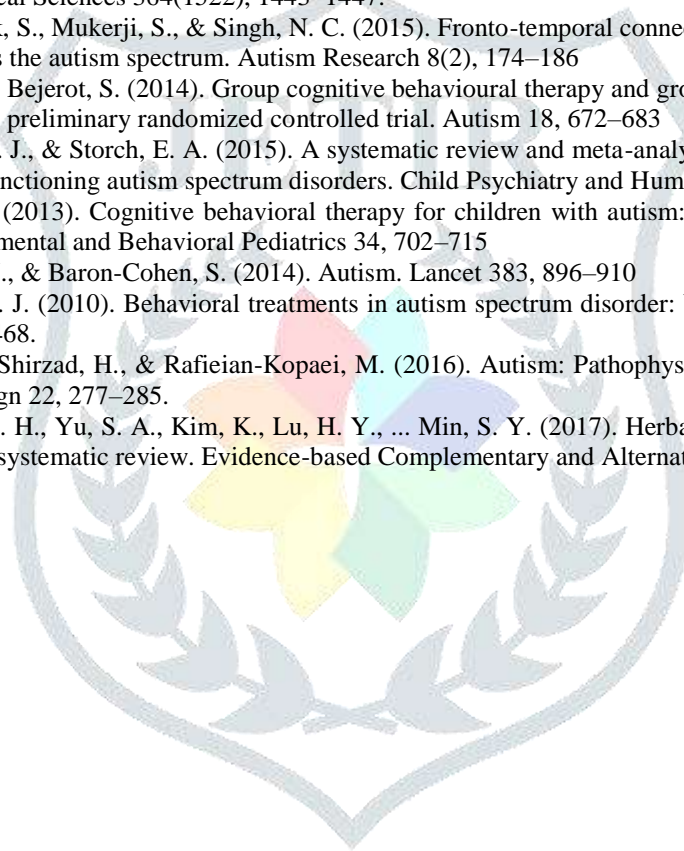 cal Sciences 364(1522), 1443–1447.
, S., Mukerji, S., & Singh, N. C. (2015). Fronto-temporal conne
s the autism spectrum. Autism Research 8(2), 174–186
Bejerot, S. (2014). Group cognitive behavioural therapy and gro
preliminary randomized controlled trial. Autism 18, 672–683
J., & Storch, E. A. (2015). A systematic review and meta-analy
nctioning autism spectrum disorders. Child Psychiatry and Hum
(2013). Cognitive behavioral therapy for children with autism:
mental and Behavioral Pediatrics 34, 702–715
., & Baron-Cohen, S. (2014). Autism. Lancet 383, 896–910
. J. (2010). Behavioral treatments in autism spectrum disorder:
-68.
Shirzad, H., & Rafieian-Kopaei, M. (2016). Autism: Pathophys
gn 22, 277–285.
. H., Yu, S. A., Kim, K., Lu, H. Y., ... Min, S. Y. (2017). Herba
systematic review. Evidence-based Complementary and Alternat
JETIR